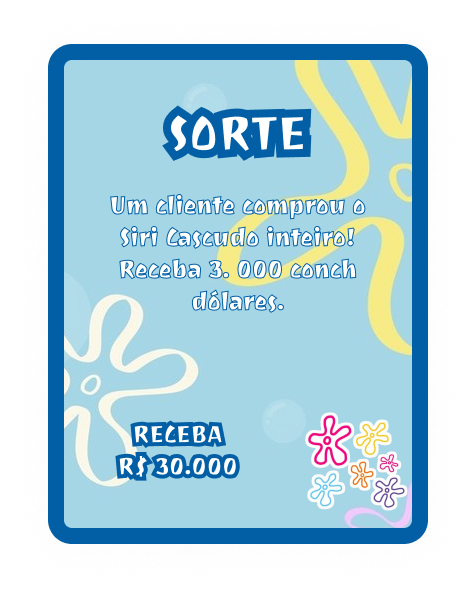 SORTE
Um cliente comprou o
Siri Cascudo inteiro!
Receba 3. 000 conch
dólares.
RECEBA
R$ 30.000